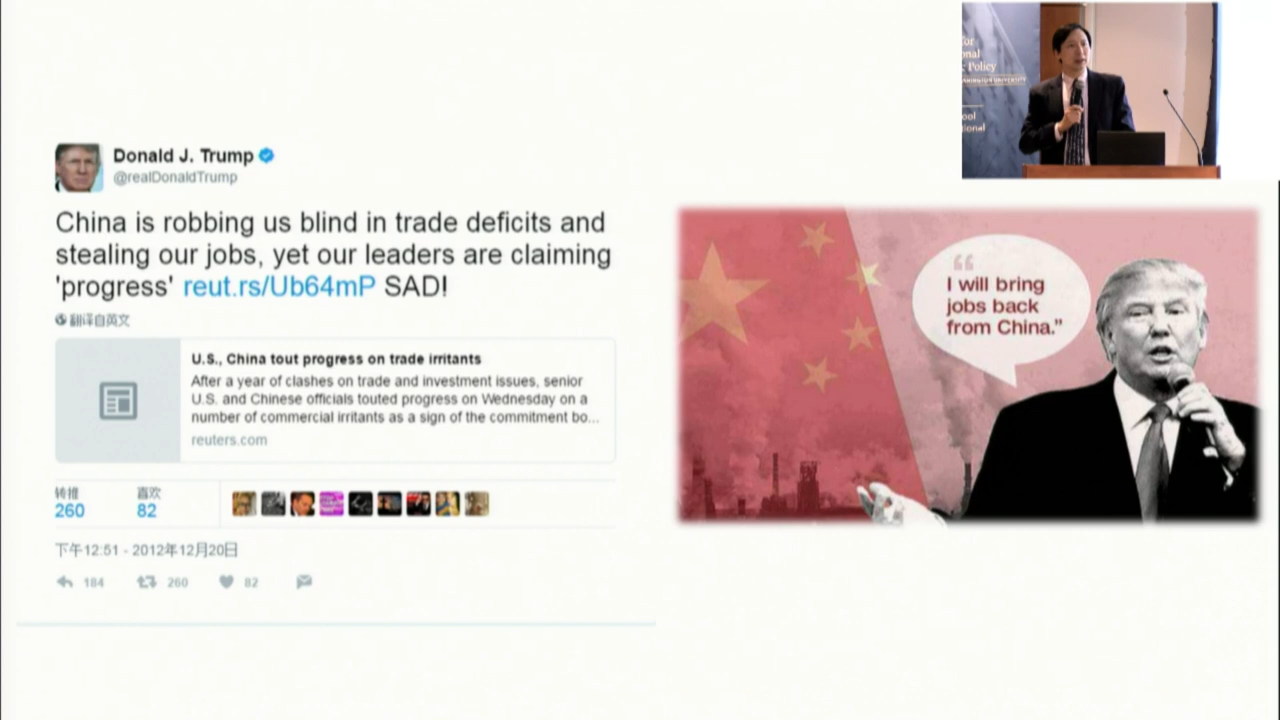 Donald J. Trump
@realDonaldTrump
China is robbing us blind in trade deficits and
stealing our jobs, yet our leaders are claiming
'progress' reut.rs/Ub64mP SAD!
翻译自英文
U.S., China tout progress on trade irritants
After a year of clashes on trade and investment issues, senior
U.S. and Chinese officials touted progress on Wednesday on a
number of commercial irritants as a sign of the commitment bo...
reuters.com
转推
喜欢
260
82
下午12:51 - 2012年12月20日
184
260
82
“
I will bring
jobs back
from China.”
for
onal
Policy
ool
tional